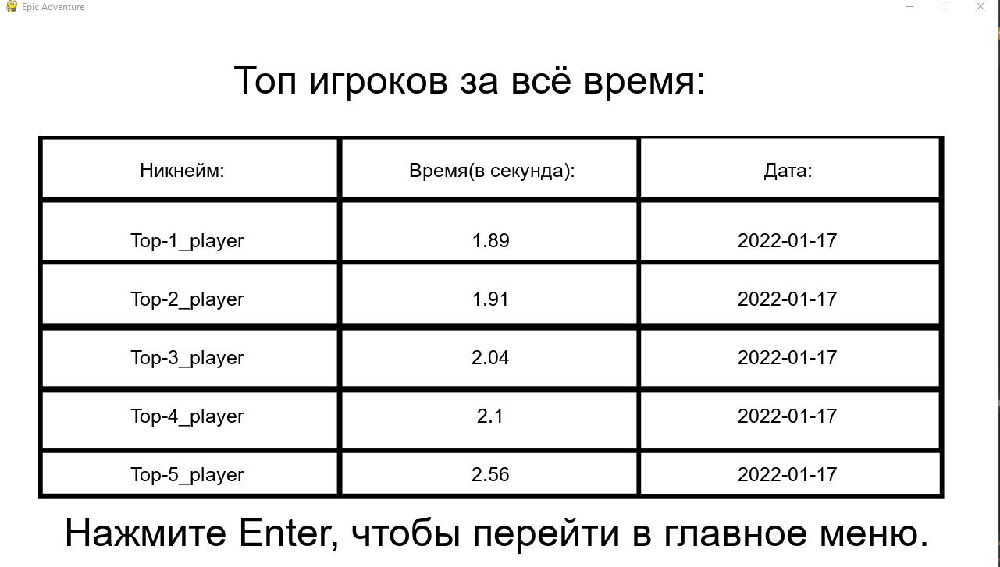 Epic Adventure
Топ игроков за всё время:
Никнейм: Время(в секунда): Дата:
Top-1_player 1.89 2022-01-17
Top-2_player 1.91 2022-01-17
Top-3_player 2.04 2022-01-17
Top-4_player 2.1 2022-01-17
Top-5_player 2.56 2022-01-17
Нажмите Enter, чтобы перейти в главное меню.